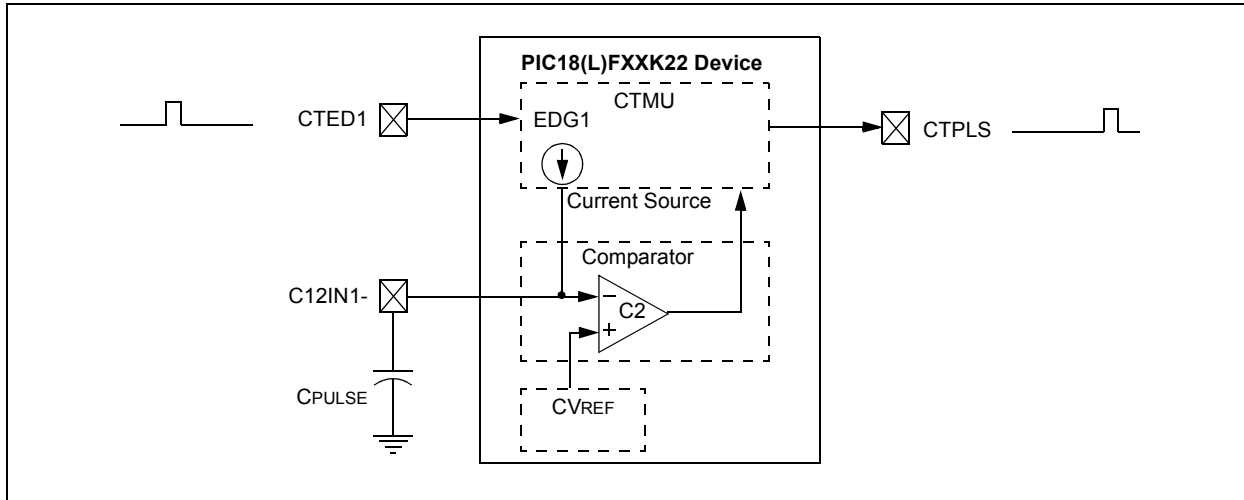 PIC18(L)FXXK22 Device
CTMU
CTED1
EDG1
CTPLS
Current Source
Comparator
C12IN1-
C2
CPULSE
CVREF